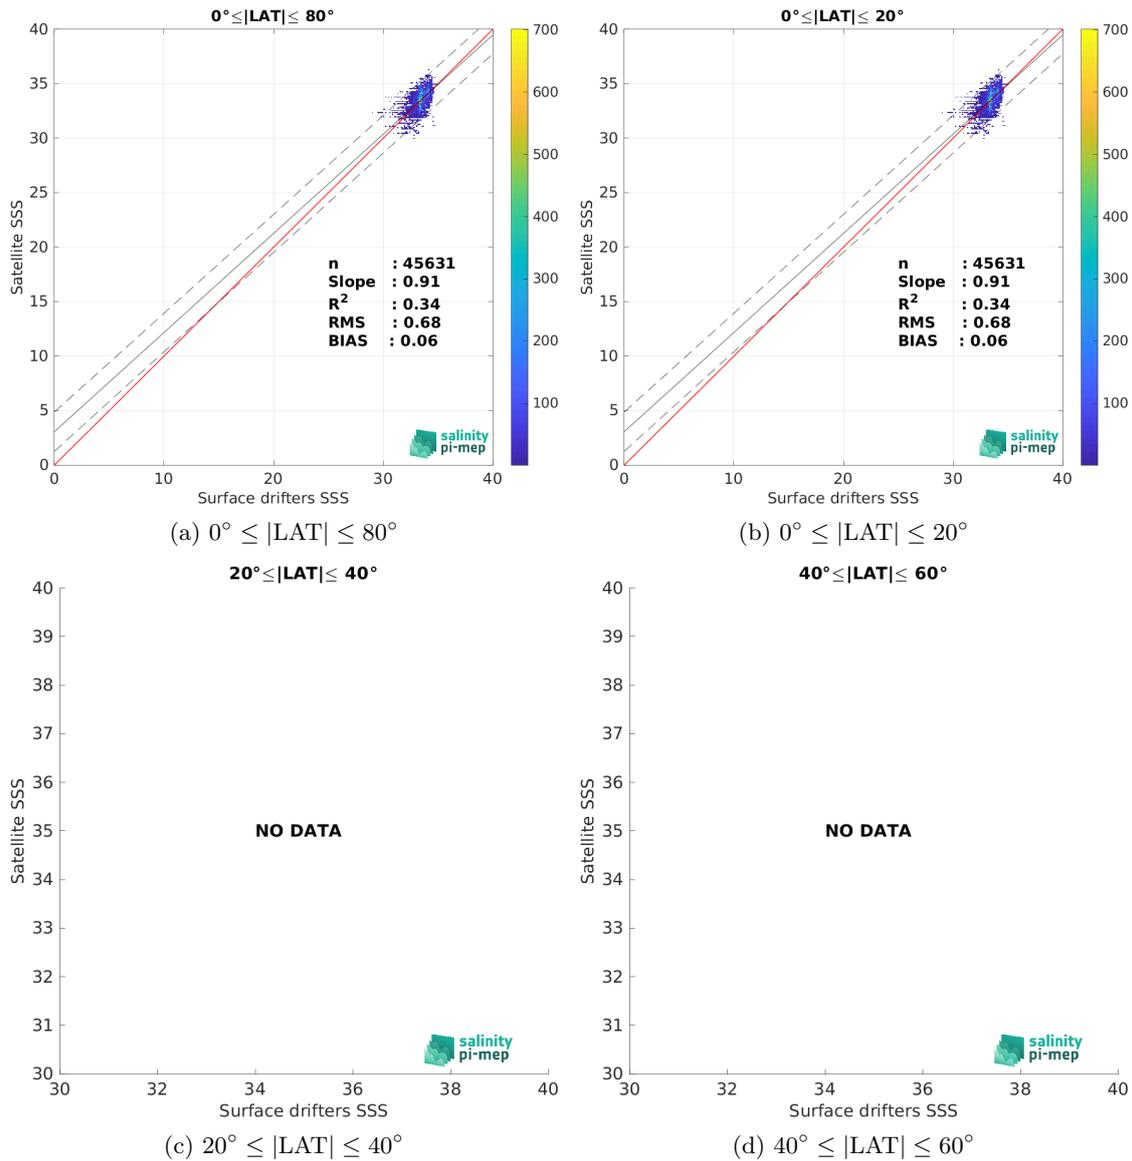 0°≤|LAT|≤ 80°
40
35
30
25
20
15
10
5
0
Satellite SSS
n : 45631
Slope : 0.91
R² : 0.34
RMS : 0.68
BIAS : 0.06
salinity
pi-mep
0 10 20 30 40
Surface drifters SSS
700
600
500
400
300
200
100
(a) 0° ≤ |LAT| ≤ 80°
0°≤|LAT|≤ 20°
40
35
30
25
20
15
10
5
0
Satellite SSS
n : 45631
Slope : 0.91
R² : 0.34
RMS : 0.68
BIAS : 0.06
salinity
pi-mep
0 10 20 30 40
Surface drifters SSS
700
600
500
400
300
200
100
(b) 0° ≤ |LAT| ≤ 20°
20°≤|LAT|≤ 40°
40
39
38
37
36
35
34
33
32
31
30
Satellite SSS
NO DATA
salinity
pi-mep
30 32 34 36 38 40
Surface drifters SSS
(c) 20° ≤ |LAT| ≤ 40°
40°≤|LAT|≤ 60°
40
39
38
37
36
35
34
33
32
31
30
Satellite SSS
NO DATA
salinity
pi-mep
30 32 34 36 38 40
Surface drifters SSS
(d) 40° ≤ |LAT| ≤ 60°